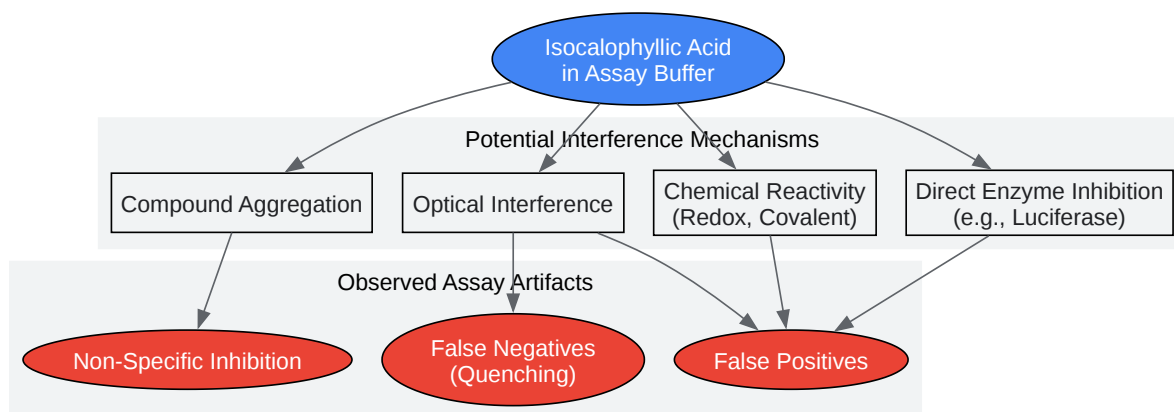 Isocalophyllic Acid
in Assay Buffer
Potential Interference Mechanisms
Compound Aggregation
Optical Interference
Chemical Reactivity
(Redox, Covalent)
Direct Enzyme Inhibition
(e.g., Luciferase)
Observed Assay Artifacts
Non-Specific Inhibition
False Negatives
(Quenching)
False Positives